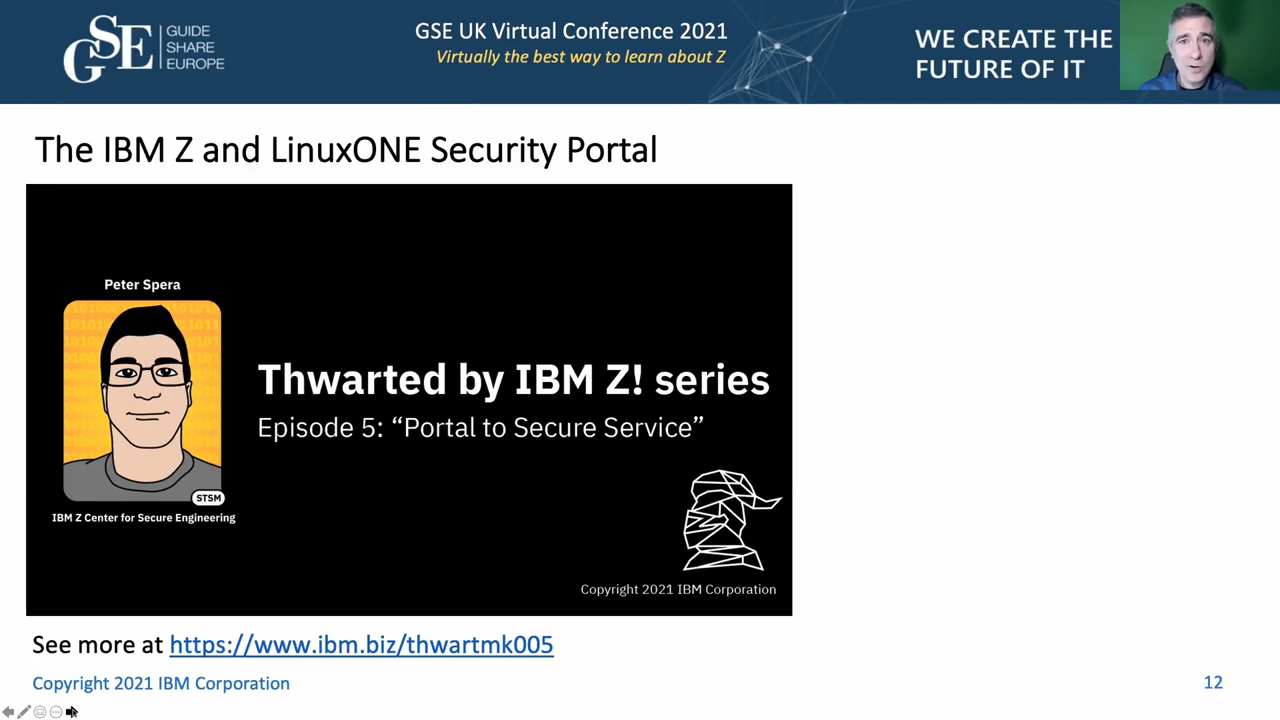 GSE
GUIDE
SHARE
EUROPE
GSE UK Virtual Conference 2021
Virtually the best way to learn about Z
WE CREATE THE
FUTURE OF IT
The IBM Z and LinuxONE Security Portal
Peter Spera
STSM
IBM Z Center for Secure Engineering
Thwarted by IBM Z! series
Episode 5: “Portal to Secure Service”
Copyright 2021 IBM Corporation
See more at https://www.ibm.biz/thwartmk005
Copyright 2021 IBM Corporation
12